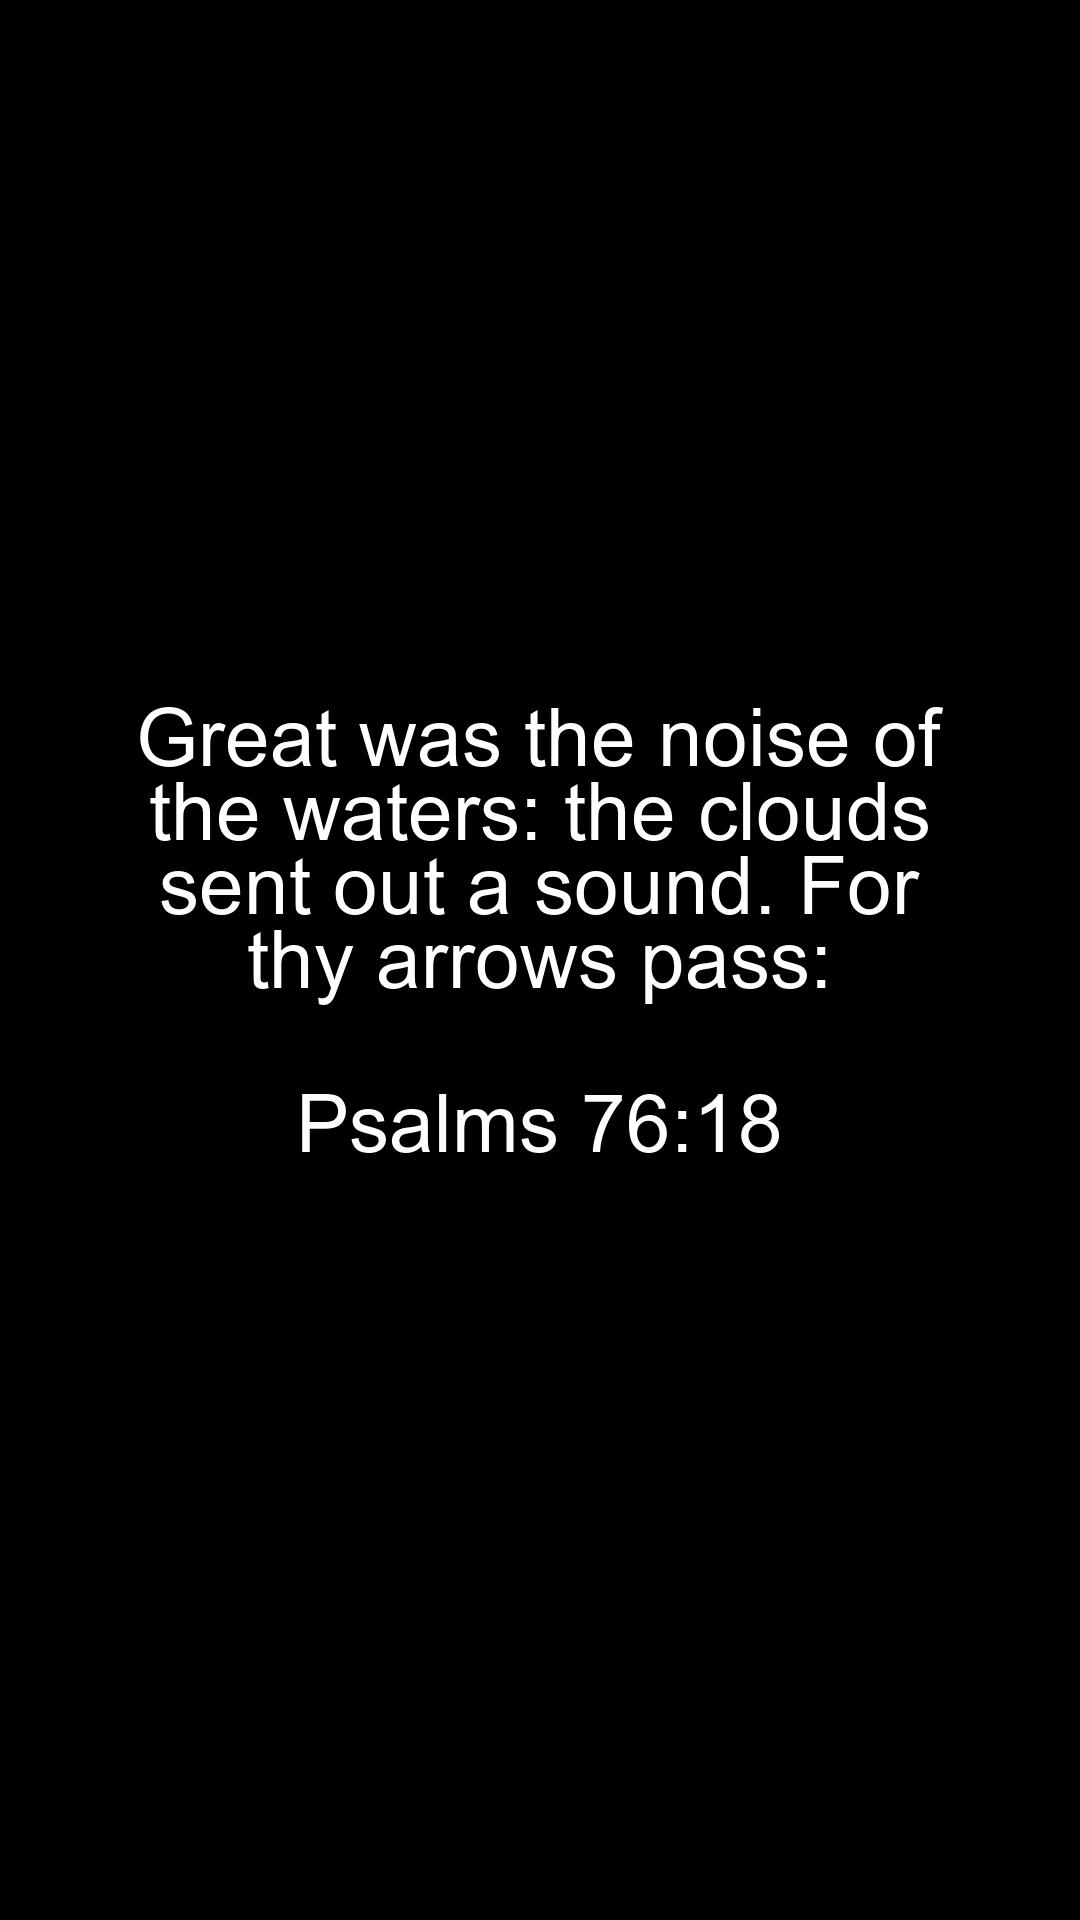 Great was the noise of
the waters: the clouds
sent out a sound. For
thy arrows pass:
Psalms 76:18